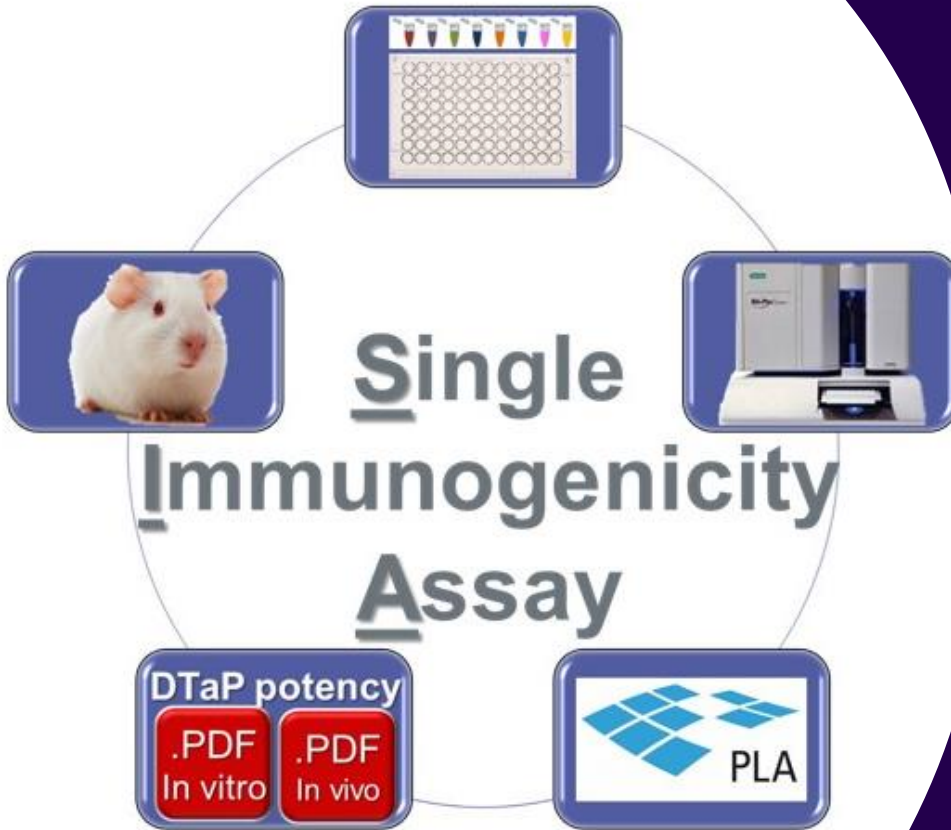 Single
Immunogenicity
Assay
DTaP potency
.PDF
In vitro
.PDF
In vivo
PLA